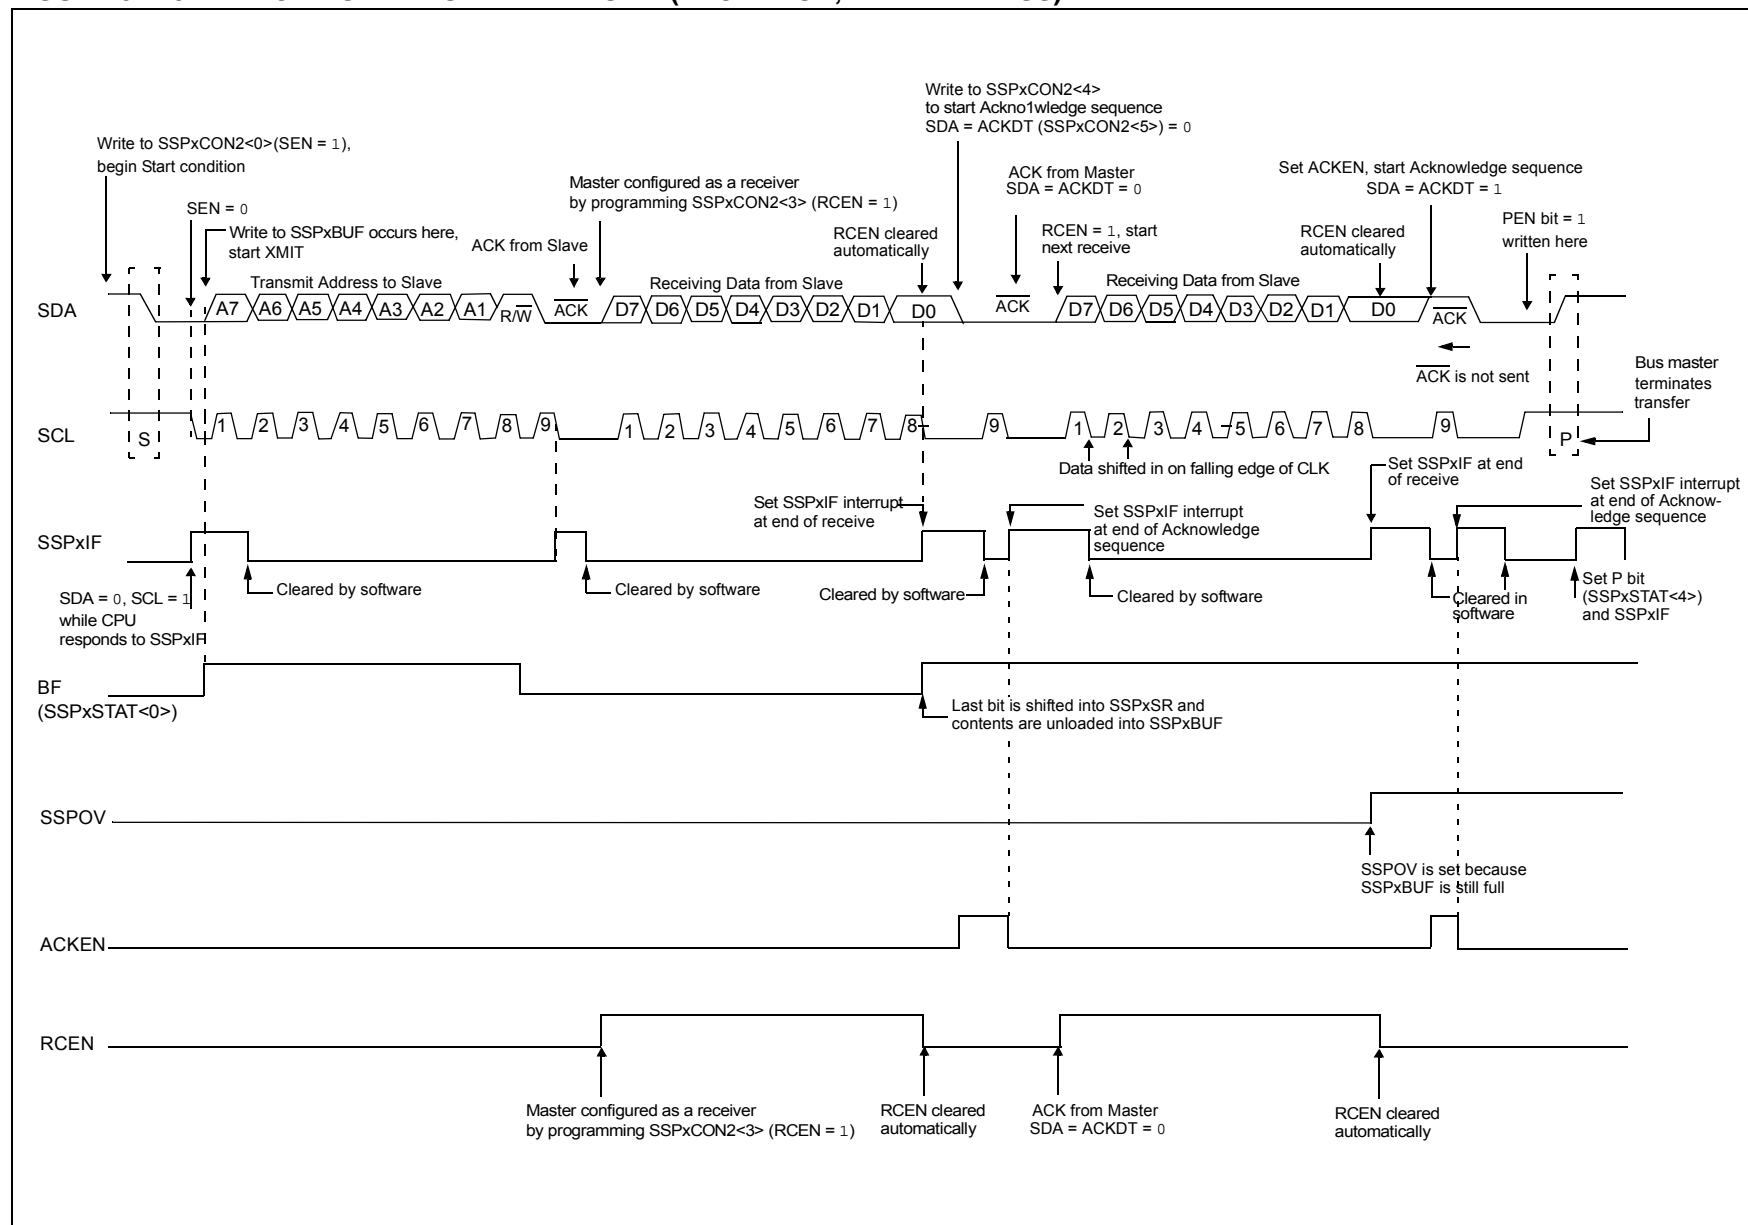 Write to SSPxCON2<4>
to start Ackno1wledge sequence
SDA = ACKDT (SSPxCON2<5>) = 0
Write to SSPxCON2<0>(SEN = 1),
begin Start condition
ACK from Master
SDA = ACKDT = 0
Set ACKEN, start Acknowledge sequence
SDA = ACKDT = 1
Master configured as a receiver
by programming SSPxCON2<3> (RCEN = 1)
SEN = 0
Write to SSPxBUF occurs here,
start XMIT
ACK from Slave
RCEN cleared
automatically
RCEN = 1, start
next receive
RCEN cleared
automatically
PEN bit = 1
written here
Transmit Address to Slave
Receiving Data from Slave
Receiving Data from Slave
SDA
A7 A6 A5 A4 A3 A2 A1 R/W ACK D7 D6 D5 D4 D3 D2 D1 D0 ACK D7 D6 D5 D4 D3 D2 D1 D0 ACK
ACK is not sent
Bus master
terminates
transfer
SCL
S 1 2 3 4 5 6 7 8 9 1 2 3 4 5 6 7 8 9 1 2 3 4 5 6 7 8 9 P
Data shifted in on falling edge of CLK
Set SSPxIF at end
of receive
Set SSPxIF interrupt
at end of receive
Set SSPxIF interrupt
at end of Acknowledge
sequence
Set SSPxIF interrupt
at end of Acknow-
ledge sequence
SSPxIF
Cleared by software
Cleared by software
Cleared by software
Cleared by software
Cleared in
software
Set P bit
(SSPxSTAT<4>)
and SSPxIF
SDA = 0, SCL = 1
while CPU
responds to SSPxIF
BF
(SSPxSTAT<0>)
Last bit is shifted into SSPxSR and
contents are unloaded into SSPxBUF
SSPOV
SSPOV is set because
SSPxBUF is still full
ACKEN
RCEN
Master configured as a receiver
by programming SSPxCON2<3> (RCEN = 1)
RCEN cleared
automatically
ACK from Master
SDA = ACKDT = 0
RCEN cleared
automatically